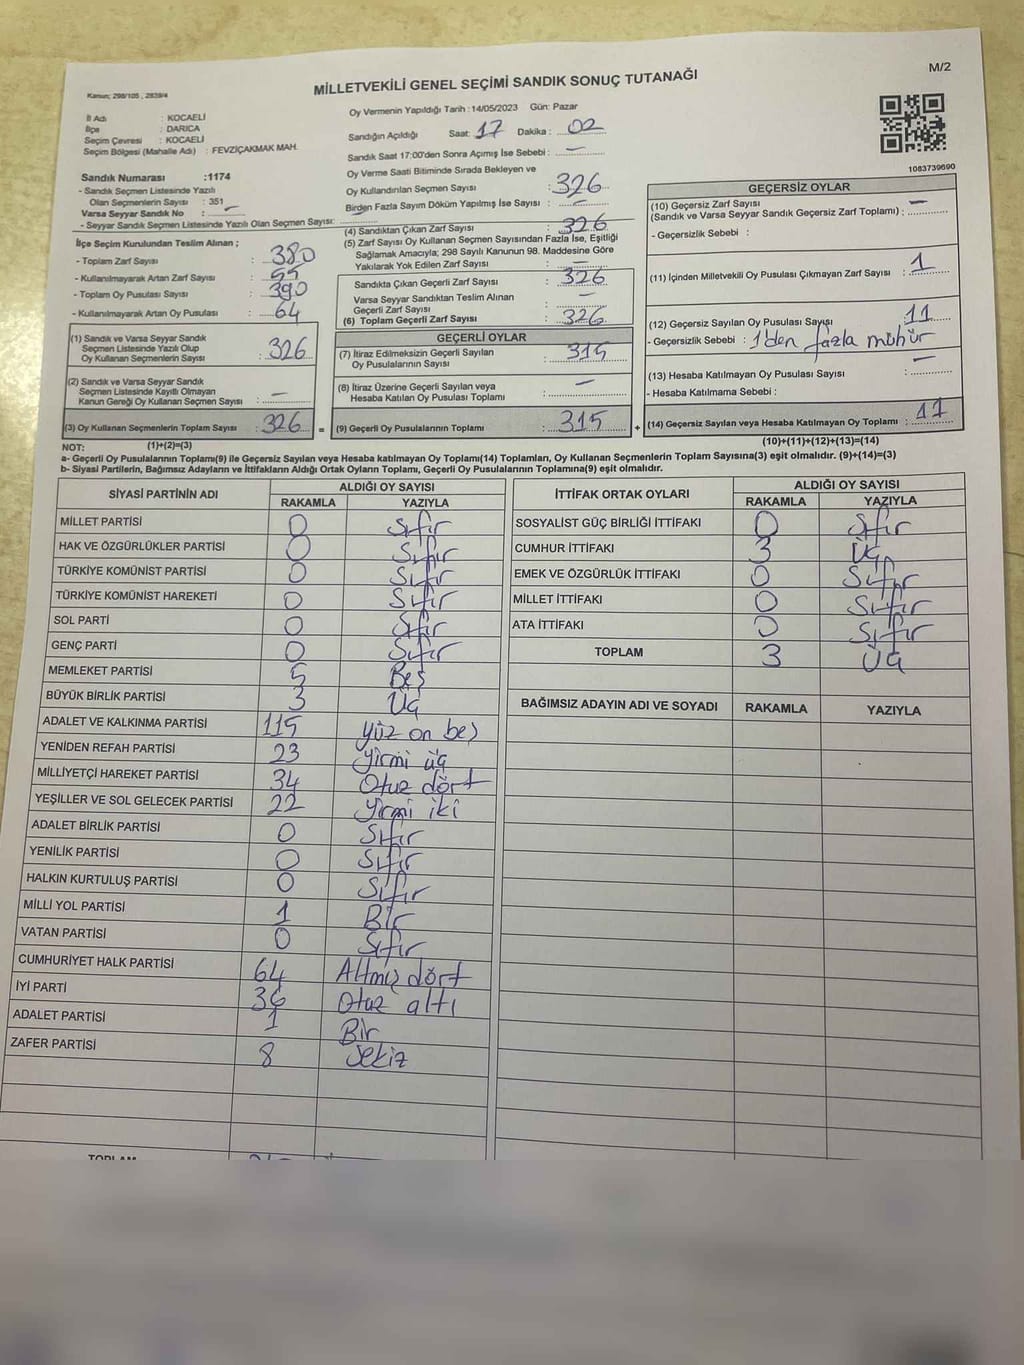 M/2
MİLLETVEKİLİ GENEL SEÇİMİ SANDIK SONUÇ TUTANAĞI
Kanun; 298/105 , 2839/4
İl Adı : KOCAELİ
İlçe : DARICA
Seçim Çevresi : KOCAELİ
Seçim Bölgesi (Mahalle Adı) : FEVZİÇAKMAK MAH.
Oy Vermenin Yapıldığı Tarih :14/05/2023 Gün: Pazar
Sandığın Açıldığı Saat: 17 Dakika : 02
Sandık Saat 17:00'den Sonra Açımış İse Sebebi : —
1083739690
Sandık Numarası :1174
- Sandık Seçmen Listesinde Yazılı
Olan Seçmenlerin Sayısı : 351
Varsa Seyyar Sandık No : —
- Seyyar Sandık Seçmen Listesinde Yazılı Olan Seçmen Sayısı:
Oy Verme Saati Bitiminde Sırada Bekleyen ve
Oy Kullandırılan Seçmen Sayısı : 326
Birden Fazla Sayım Döküm Yapılmış İse Sayısı : —
İlçe Seçim Kurulundan Teslim Alınan ;
- Toplam Zarf Sayısı : 380
- Kullanılmayarak Artan Zarf Sayısı : 55
- Toplam Oy Pusulası Sayısı : 390
- Kullanılmayarak Artan Oy Pusulası : 64
(4) Sandıktan Çıkan Zarf Sayısı : 326
(5) Zarf Sayısı Oy Kullanan Seçmen Sayısından Fazla İse, Eşitliği
Sağlamak Amacıyla; 298 Sayılı Kanunun 98. Maddesine Göre
Yakılarak Yok Edilen Zarf Sayısı : —
Sandıkta Çıkan Geçerli Zarf Sayısı : 326
Varsa Seyyar Sandıktan Teslim Alınan
Geçerli Zarf Sayısı : —
(6) Toplam Geçerli Zarf Sayısı : 326
GEÇERSİZ OYLAR
(10) Geçersiz Zarf Sayısı
(Sandık ve Varsa Seyyar Sandık Geçersiz Zarf Toplamı) : —
- Geçersizlik Sebebi :
(11) İçinden Milletvekili Oy Pusulası Çıkmayan Zarf Sayısı : 1
(12) Geçersiz Sayılan Oy Pusulası Sayısı : 11
- Geçersizlik Sebebi : 1'den fazla mühür
(13) Hesaba Katılmayan Oy Pusulası Sayısı : —
- Hesaba Katılmama Sebebi :
(1) Sandık ve Varsa Seyyar Sandık
Seçmen Listesinde Yazılı Olup
Oy Kullanan Seçmenlerin Sayısı : 326
(2) Sandık ve Varsa Seyyar Sandık
Seçmen Listesinde Kayıtlı Olmayan
Kanun Gereği Oy Kullanan Seçmen Sayısı : —
(3) Oy Kullanan Seçmenlerin Toplam Sayısı : 326 =
GEÇERLİ OYLAR
(7) İtiraz Edilmeksizin Geçerli Sayılan
Oy Pusulalarının Sayısı : 315
(8) İtiraz Üzerine Geçerli Sayılan veya
Hesaba Katılan Oy Pusulası Toplamı : —
(9) Geçerli Oy Pusulalarının Toplamı : 315 +
(14) Geçersiz Sayılan veya Hesaba Katılmayan Oy Toplamı : 11
NOT: (1)+(2)=(3) (10)+(11)+(12)+(13)=(14)
a- Geçerli Oy Pusulalarının Toplamı(9) ile Geçersiz Sayılan veya Hesaba katılmayan Oy Toplamı(14) Toplamları, Oy Kullanan Seçmenlerin Toplam Sayısına(3) eşit olmalıdır. (9)+(14)=(3)
b- Siyasi Partilerin, Bağımsız Adayların ve İttifakların Aldığı Ortak Oyların Toplamı, Geçerli Oy Pusulalarının Toplamına(9) eşit olmalıdır.
SİYASİ PARTİNİN ADI ALDIĞI OY SAYISI
RAKAMLA YAZIYLA
MİLLET PARTİSİ 0 Sıfır
HAK VE ÖZGÜRLÜKLER PARTİSİ 0 Sıfır
TÜRKİYE KOMÜNİST PARTİSİ 0 Sıfır
TÜRKİYE KOMÜNİST HAREKETİ 0 Sıfır
SOL PARTİ 0 Sıfır
GENÇ PARTİ 0 Sıfır
MEMLEKET PARTİSİ 5 Beş
BÜYÜK BİRLİK PARTİSİ 3 Üç
ADALET VE KALKINMA PARTİSİ 115 yüz on beş
YENİDEN REFAH PARTİSİ 23 yirmi üç
MİLLİYETÇİ HAREKET PARTİSİ 34 Otuz dört
YEŞİLLER VE SOL GELECEK PARTİSİ 22 yirmi iki
ADALET BİRLİK PARTİSİ 0 Sıfır
YENİLİK PARTİSİ 0 Sıfır
HALKIN KURTULUŞ PARTİSİ 0 Sıfır
MİLLİ YOL PARTİSİ 1 Bir
VATAN PARTİSİ 0 Sıfır
CUMHURİYET HALK PARTİSİ 64 Altmış dört
İYİ PARTİ 36 Otuz altı
ADALET PARTİSİ 1 Bir
ZAFER PARTİSİ 8 Sekiz
TOPLAM
İTTİFAK ORTAK OYLARI ALDIĞI OY SAYISI
RAKAMLA YAZIYLA
SOSYALİST GÜÇ BİRLİĞİ İTTİFAKI 0 Sıfır
CUMHUR İTTİFAKI 3 Üç
EMEK VE ÖZGÜRLÜK İTTİFAKI 0 Sıfır
MİLLET İTTİFAKI 0 Sıfır
ATA İTTİFAKI 0 Sıfır
TOPLAM 3 Üç
BAĞIMSIZ ADAYIN ADI VE SOYADI RAKAMLA YAZIYLA